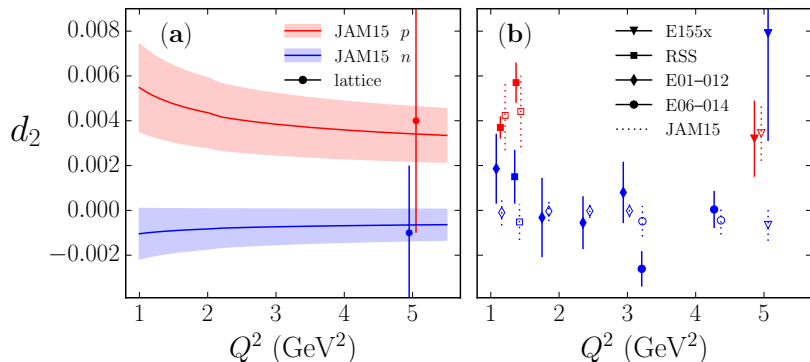 0.008
0.006
0.004
0.002
0.000
−0.002
d₂
(a)
JAM15 p
JAM15 n
lattice
1 2 3 4 5
Q² (GeV²)
(b)
E155x
RSS
E01–012
E06–014
JAM15
1 2 3 4 5
Q² (GeV²)